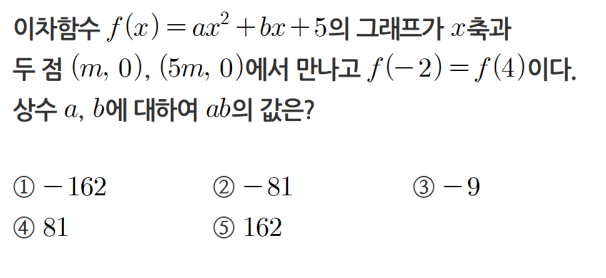 이차함수 f(x)=ax²+bx+5의 그래프가 x축과
두 점 (m, 0), (5m, 0)에서 만나고 f(-2)=f(4)이다.
상수 a, b에 대하여 ab의 값은?
① -162 ② -81 ③ -9
④ 81 ⑤ 162